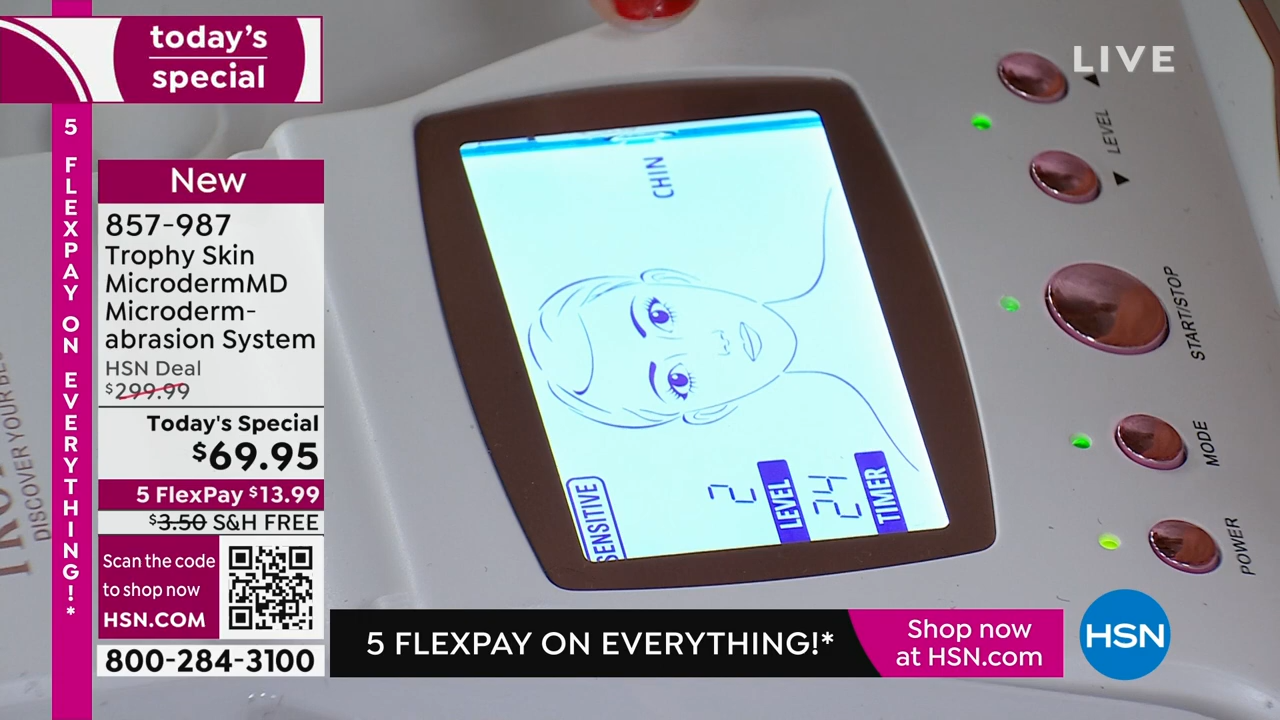 today's
special
5 FLEXPAY ON EVERYTHING!*
New
857-987
Trophy Skin
MicrodermMD
Microderm-
abrasion System
HSN Deal
$299.99
Today's Special
$69.95
5 FlexPay $13.99
$3.50 S&H FREE
Scan the code
to shop now
HSN.COM
800-284-3100
LIVE
CHIN
SENSITIVE
2
LEVEL
24
TIMER
LEVEL
START/STOP
MODE
POWER
DISCOVER YOUR
5 FLEXPAY ON EVERYTHING!*
Shop now
at HSN.com
HSN